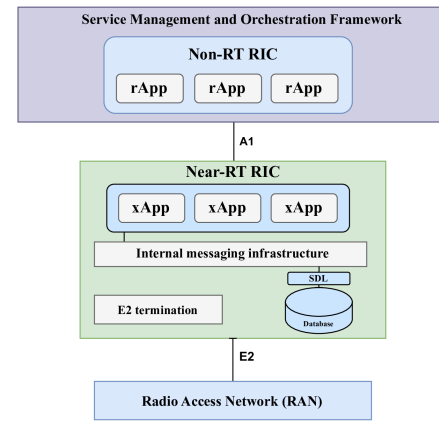 Service Management and Orchestration Framework
Non-RT RIC
rApp rApp rApp
A1
Near-RT RIC
xApp xApp xApp
Internal messaging infrastructure
SDL
E2 termination
Database
E2
Radio Access Network (RAN)